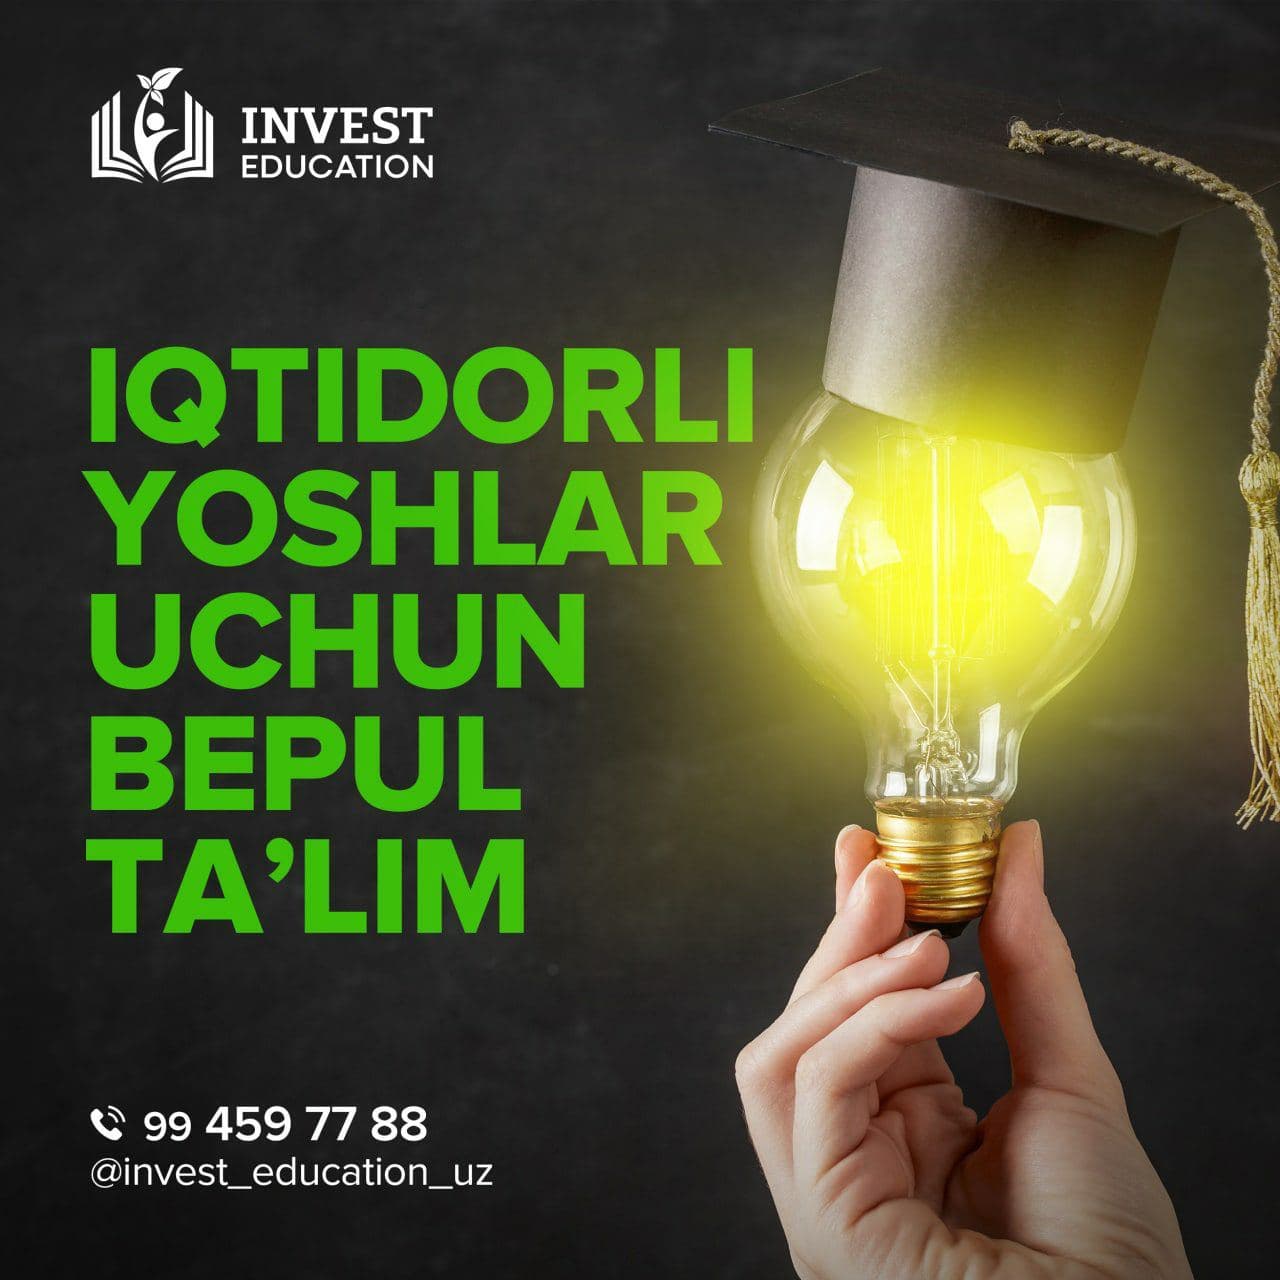 INVEST
EDUCATION
IQTIDORLI
YOSHLAR
UCHUN
BEPUL
TA’LIM
99 459 77 88
@invest_education_uz